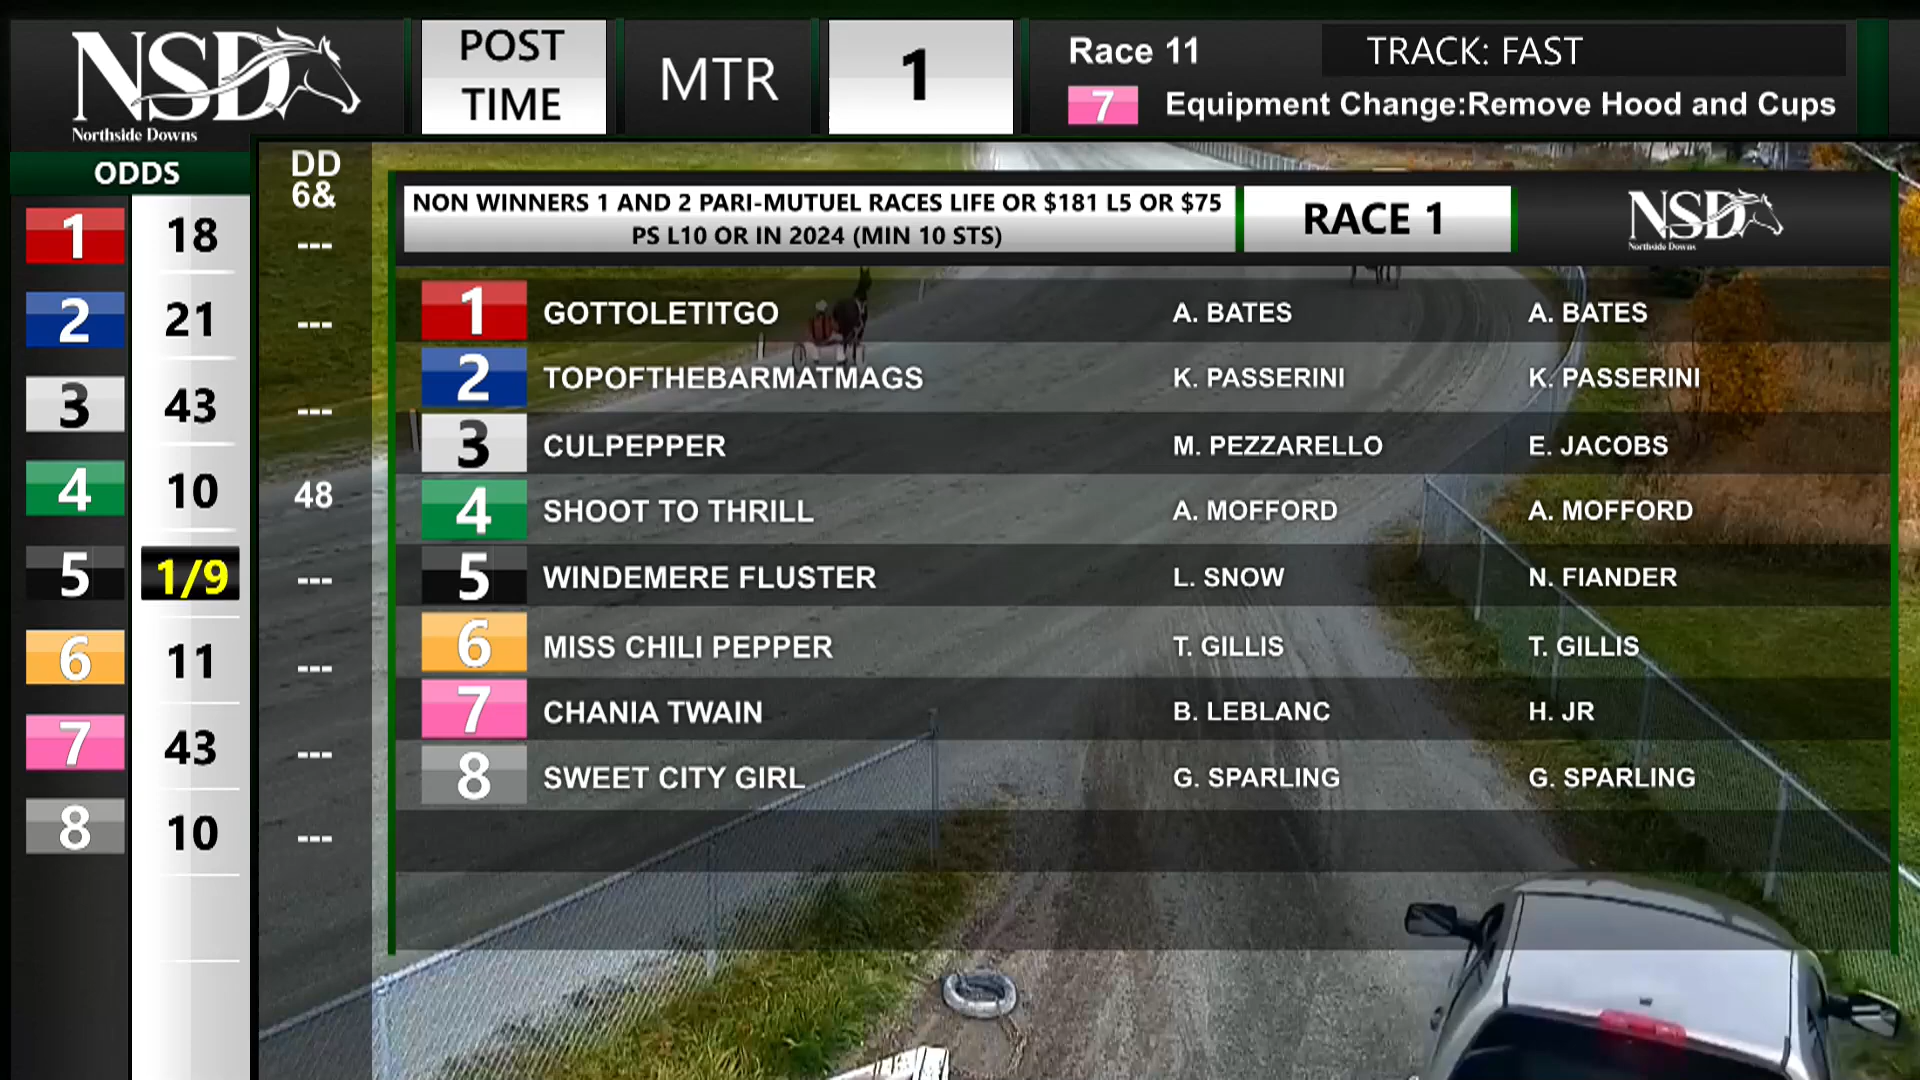 NSD
Northside Downs
POST
TIME
MTR
1
Race 11
TRACK: FAST
7 Equipment Change:Remove Hood and Cups
ODDS
DD
6&
1 18 ---
2 21 ---
3 43 ---
4 10 48
5 1/9 ---
6 11 ---
7 43 ---
8 10 ---
NON WINNERS 1 AND 2 PARI-MUTUEL RACES LIFE OR $181 L5 OR $75
PS L10 OR IN 2024 (MIN 10 STS)
RACE 1
NSD
Northside Downs
1 GOTTOLETITGO A. BATES A. BATES
2 TOPOFTHEBARMATMAGS K. PASSERINI K. PASSERINI
3 CULPEPPER M. PEZZARELLO E. JACOBS
4 SHOOT TO THRILL A. MOFFORD A. MOFFORD
5 WINDEMERE FLUSTER L. SNOW N. FIANDER
6 MISS CHILI PEPPER T. GILLIS T. GILLIS
7 CHANIA TWAIN B. LEBLANC H. JR
8 SWEET CITY GIRL G. SPARLING G. SPARLING